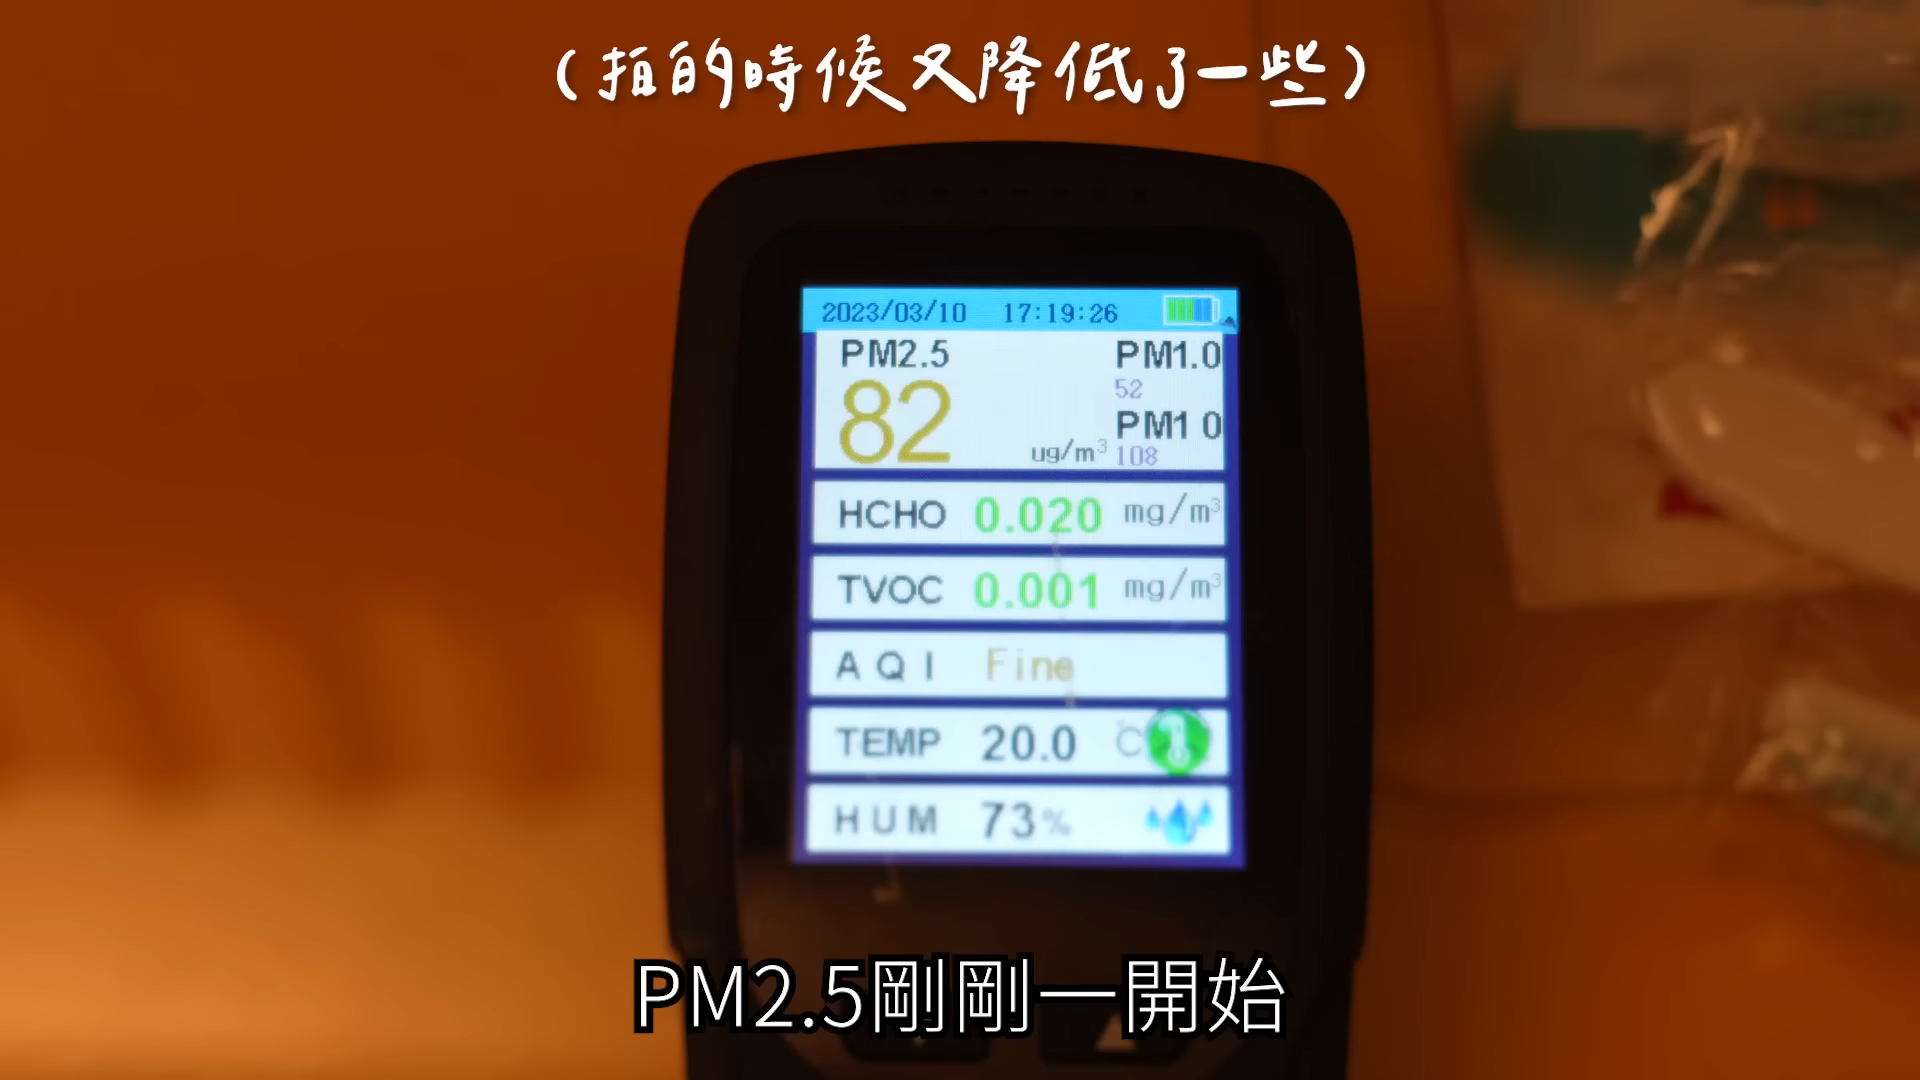 （拍的時候又降低了一些）
2023/03/10 17:19:26
PM2.5 PM1.0
82 52
PM10
ug/m³ 108
HCHO 0.020 mg/m³
TVOC 0.001 mg/m³
AQI Fine
TEMP 20.0 ℃
HUM 73%
PM2.5剛剛一開始